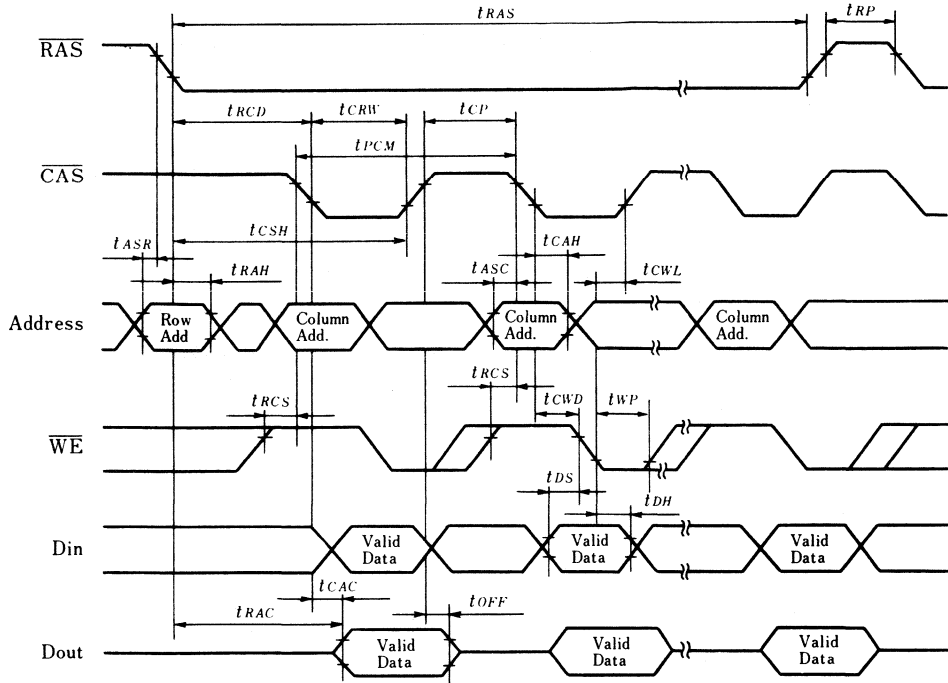 tRAS
tRP
RAS
tRCD
tCRW
tCP
tPCM
CAS
tCSH
tASR
tRAH
tASC
tCAH
tCWL
Address
Row
Add
Column
Add.
Column
Add.
Column
Add.
tRCS
tRCS
tCWD
tWP
WE
tDS
tDH
Din
Valid
Data
Valid
Data
Valid
Data
tCAC
tRAC
tOFF
Dout
Valid
Data
Valid
Data
Valid
Data